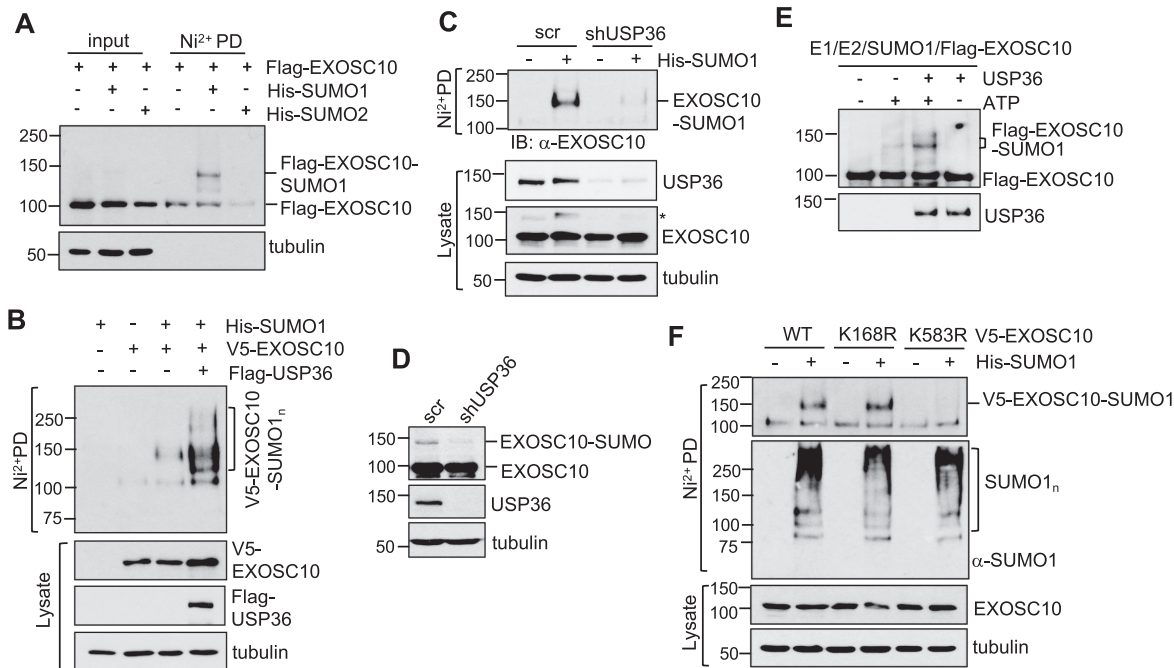 A
input Ni²⁺ PD
+ + + + + + Flag-EXOSC10
- + - - + - His-SUMO1
- - + - - + His-SUMO2
250
150
100
50
Flag-EXOSC10-
SUMO1
Flag-EXOSC10
tubulin
B
+ - + + His-SUMO1
- + + + V5-EXOSC10
- - - + Flag-USP36
Ni²⁺PD
250
150
100
75
V5-EXOSC10
-SUMO1n
Lysate
V5-
EXOSC10
Flag-
USP36
50
tubulin
C
scr shUSP36
- + - + His-SUMO1
Ni²⁺PD
250
150
100
EXOSC10
-SUMO1
IB: α-EXOSC10
Lysate
150
USP36
150
100
*
EXOSC10
50
tubulin
D
scr
shUSP36
150
100
EXOSC10-SUMO
EXOSC10
150
USP36
50
tubulin
E
E1/E2/SUMO1/Flag-EXOSC10
- - + + USP36
- + + - ATP
150
100
Flag-EXOSC10
-SUMO1
Flag-EXOSC10
150
USP36
F
WT K168R K583R V5-EXOSC10
- + - + - + His-SUMO1
Ni²⁺ PD
250
150
100
V5-EXOSC10-SUMO1
250
150
100
75
SUMO1n
α-SUMO1
Lysate
150
100
EXOSC10
50
tubulin